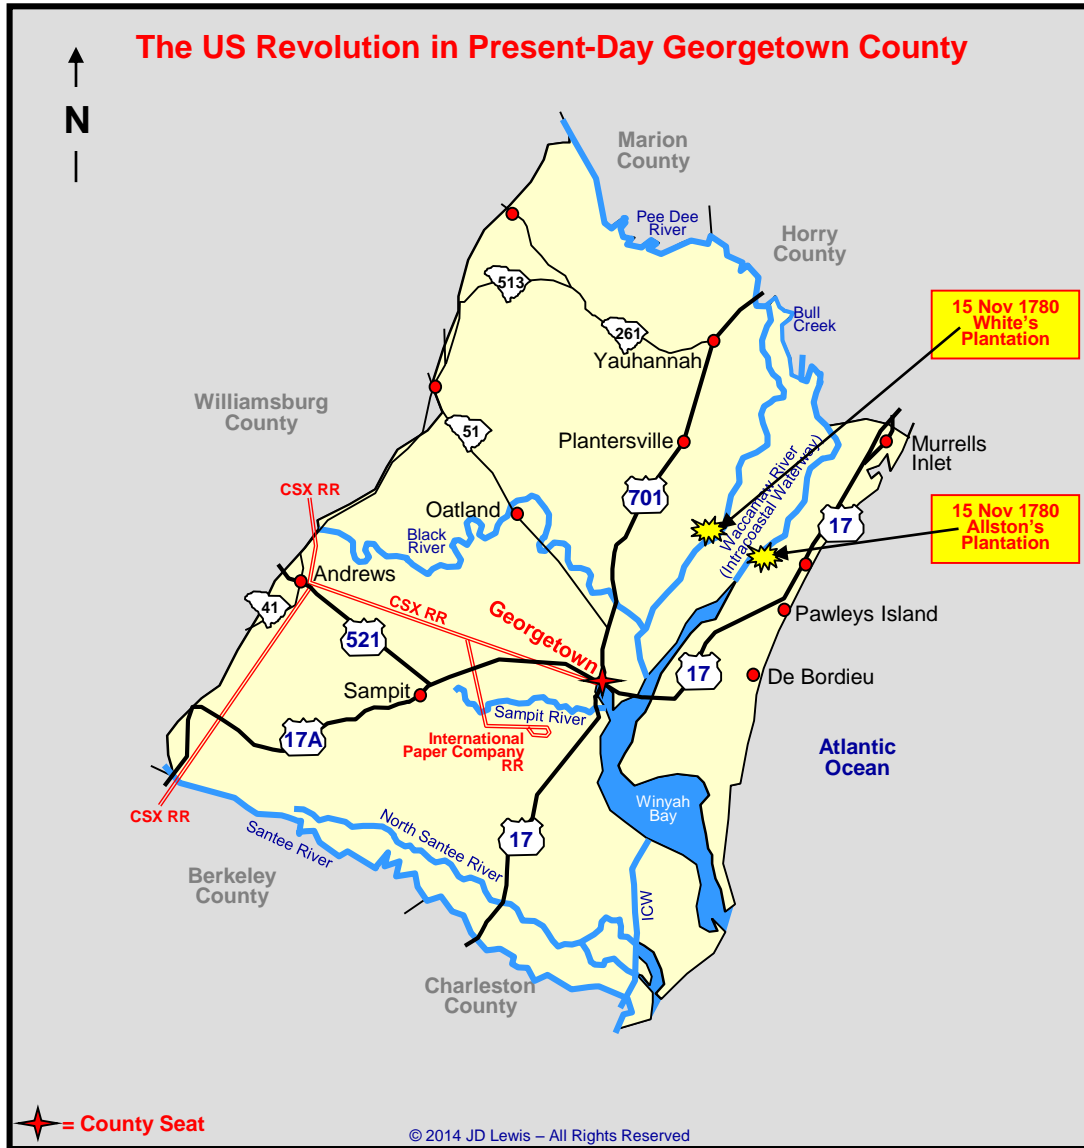 The US Revolution in Present-Day Georgetown County
N
Marion
County
Pee Dee
River
Horry
County
513
Bull
Creek
15 Nov 1780
White's
Plantation
261
Yauhannah
Williamsburg
County
51
Plantersville
Murrells
Inlet
CSX RR
701
Waccamaw River
(Intracoastal Waterway)
Oatland
17
15 Nov 1780
Allston's
Plantation
Black
River
Andrews
41
CSX RR
Georgetown
Pawleys Island
521
17
De Bordieu
Sampit
Sampit River
17A
International
Paper Company
RR
Atlantic
Ocean
CSX RR
Winyah
Bay
North Santee River
17
Santee River
Berkeley
County
ICW
Charleston
County
= County Seat
© 2014 JD Lewis – All Rights Reserved